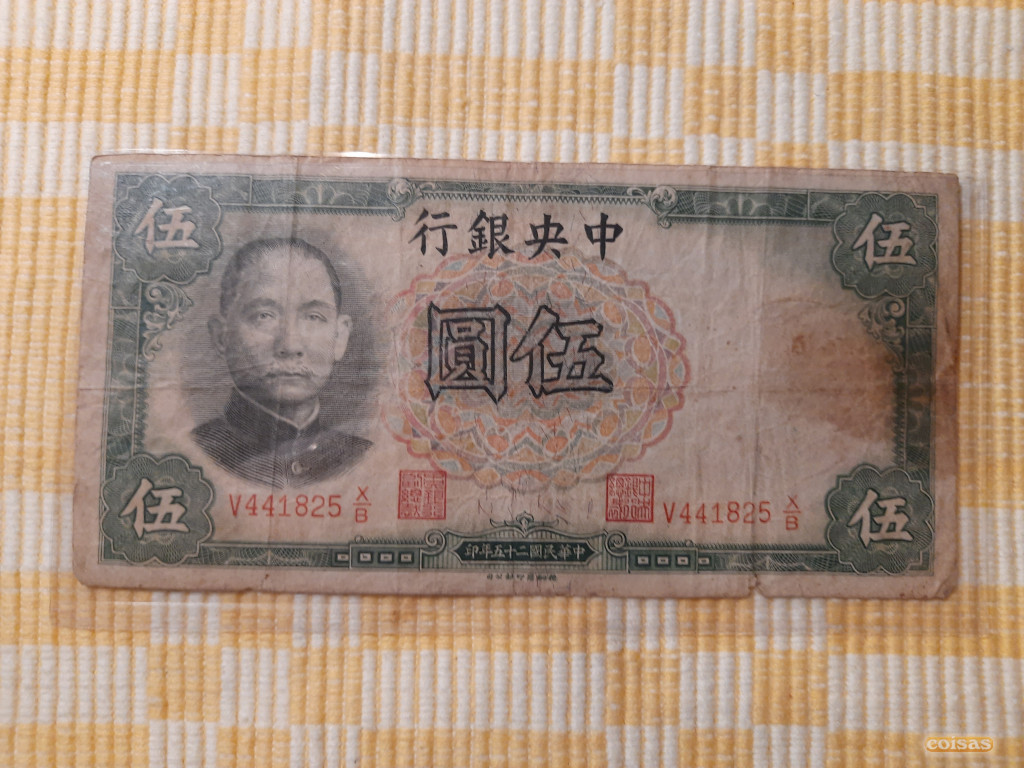 中央銀行
伍
伍
伍圓
V441825 X/B
V441825 X/B
伍
伍
中華民國二十五年印
coisas